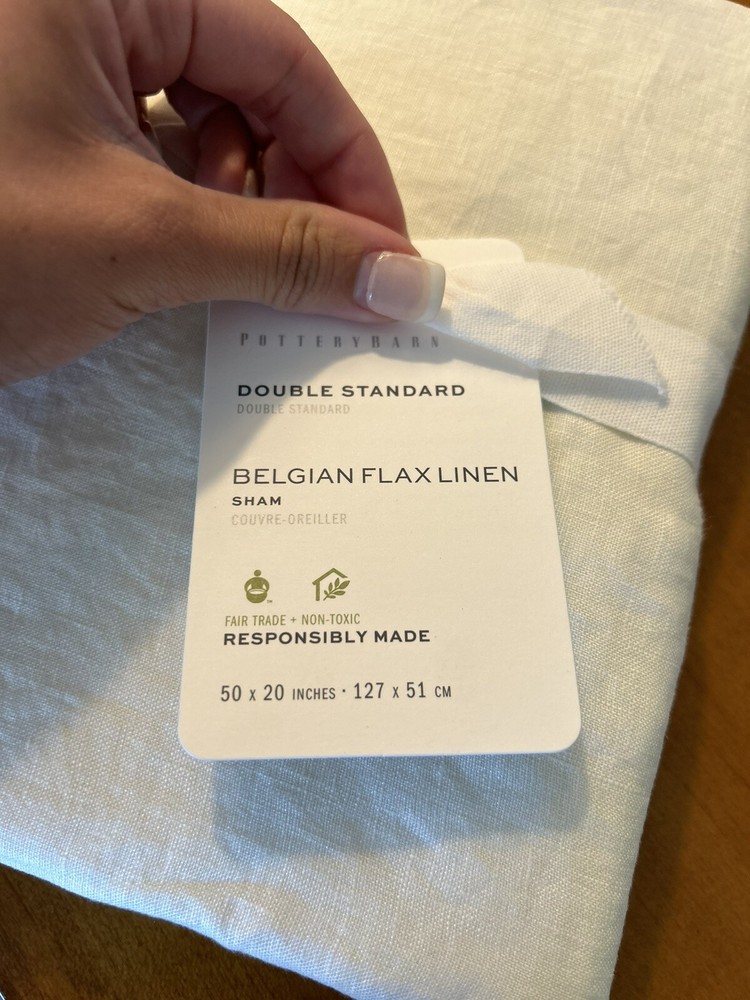 POTTERYBARN
DOUBLE STANDARD
DOUBLE STANDARD
BELGIAN FLAX LINEN
SHAM
COUVRE-OREILLER
FAIR TRADE + NON-TOXIC
RESPONSIBLY MADE
50 X 20 INCHES · 127 X 51 CM